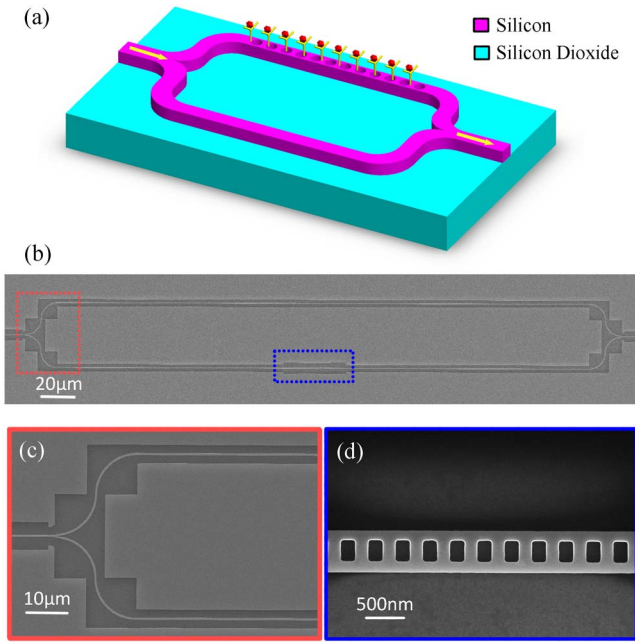 (a)
Silicon
Silicon Dioxide
(b)
20μm
(c)
10μm
(d)
500nm